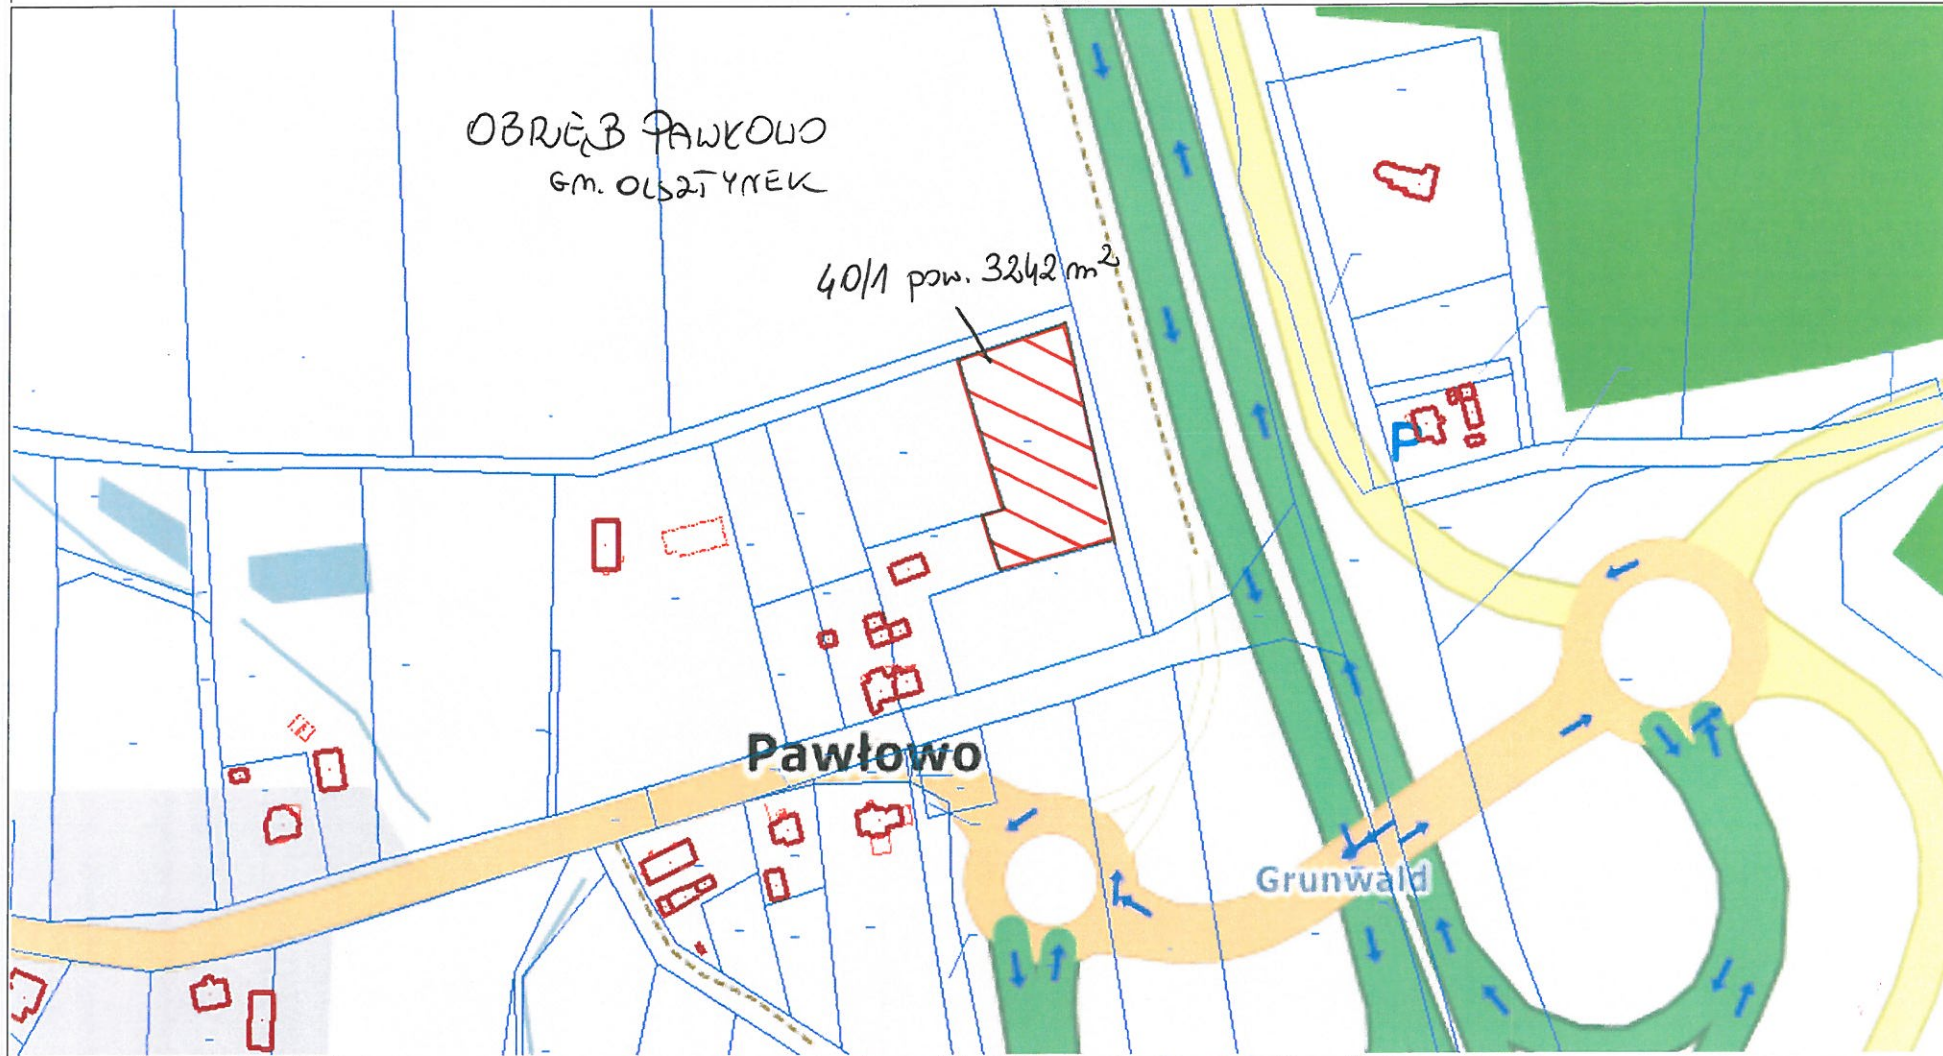 OBRĘB PAWŁOWO
GM. OLSZTYNEK
40/1 pow. 3242 m²
P
Pawłowo
Grunwald